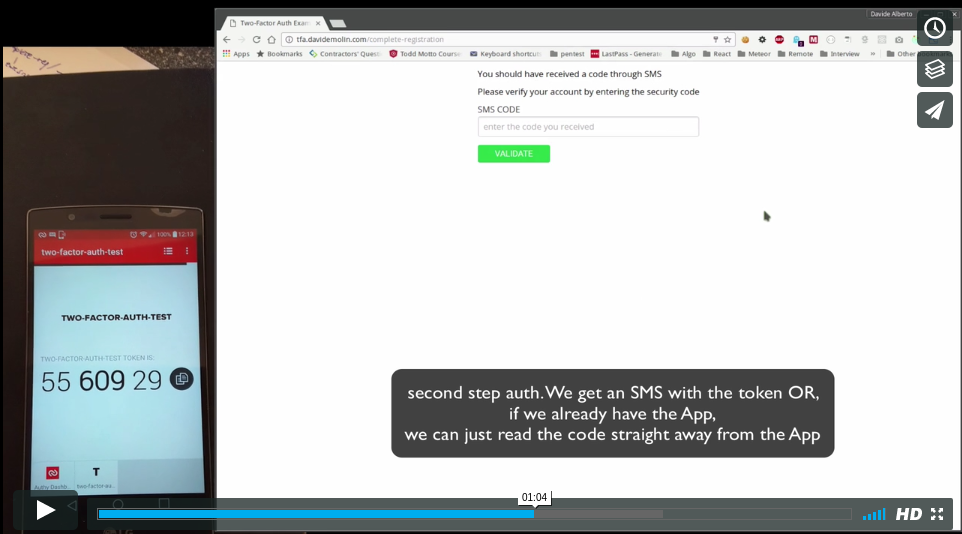 Davide Alberto
Two-Factor Auth Exam
tfa.davidemolin.com/complete-registration
Apps
Bookmarks
Contractors' Quest
Todd Motto Course
Keyboard shortcut
pentest
LastPass - Generate
Algo
React
Meteor
Remote
Interview
»
Other
You should have received a code through SMS
Please verify your account by entering the security code
SMS CODE
enter the code you received
VALIDATE
100% 12:13
two-factor-auth-test
TWO-FACTOR-AUTH-TEST
TWO-FACTOR-AUTH-TEST TOKEN IS:
55 609 29
T
Authy Dashb..
two-factor-au..
second step auth. We get an SMS with the token OR,
if we already have the App,
we can just read the code straight away from the App
01:04
HD